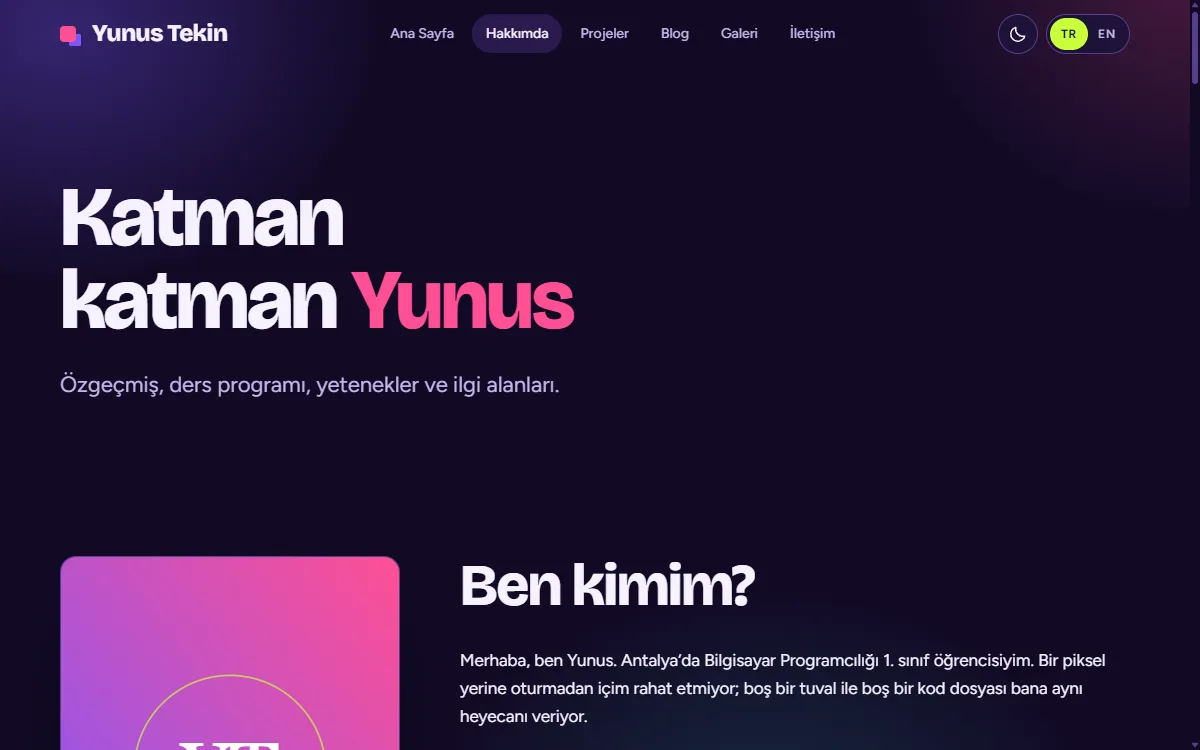 Yunus Tekin
Ana Sayfa Hakkımda Projeler Blog Galeri İletişim
TR EN
Katman
katman Yunus
Özgeçmiş, ders programı, yetenekler ve ilgi alanları.
Ben kimim?
Merhaba, ben Yunus. Antalya’da Bilgisayar Programcılığı 1. sınıf öğrencisiyim. Bir piksel
yerine oturmadan içim rahat etmiyor; boş bir tuval ile boş bir kod dosyası bana aynı
heyecanı veriyor.